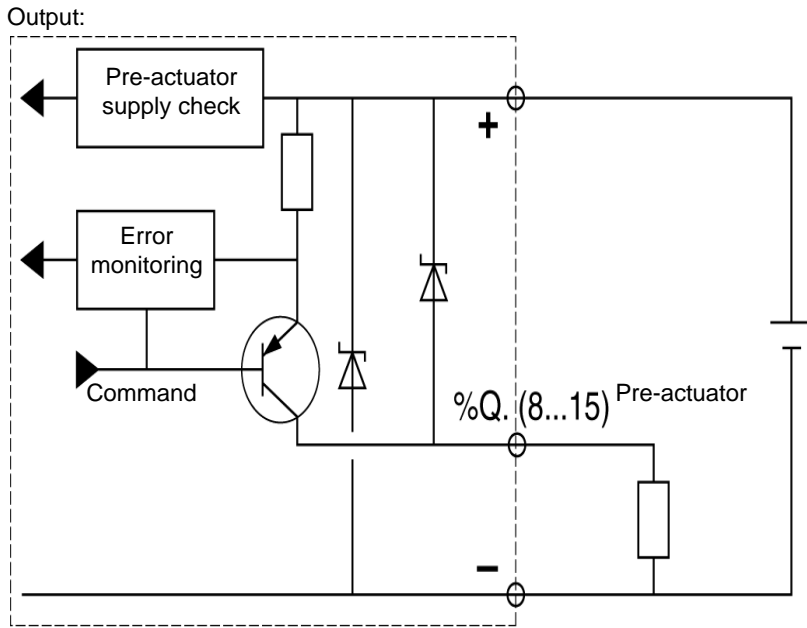 Output:
Pre-actuator
supply check
+
Error
monitoring
Command
%Q. (8...15)
Pre-actuator
–